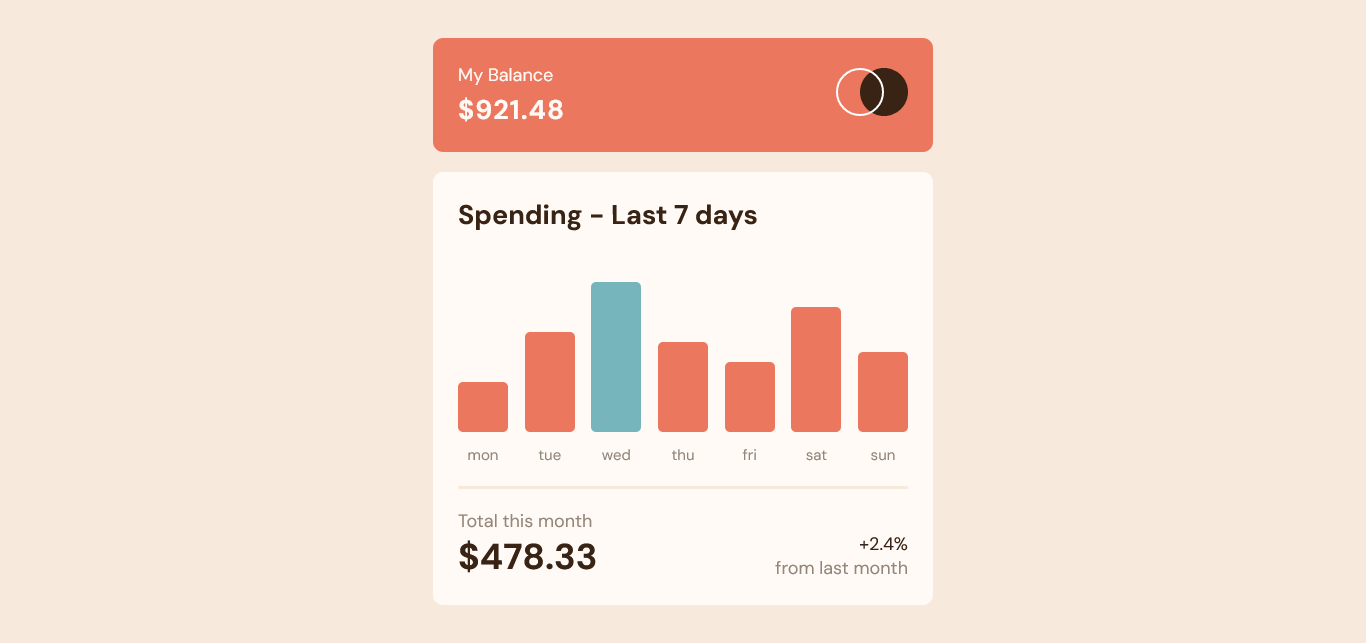 My Balance
$921.48
Spending - Last 7 days
mon tue wed thu fri sat sun
Total this month
$478.33
+2.4%
from last month